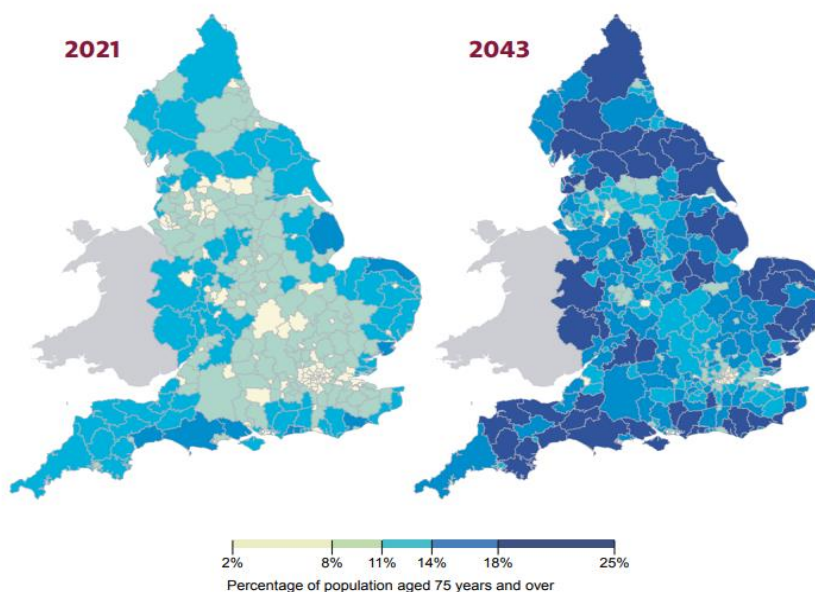 2021
2043
2% 8% 11% 14% 18% 25%
Percentage of population aged 75 years and over